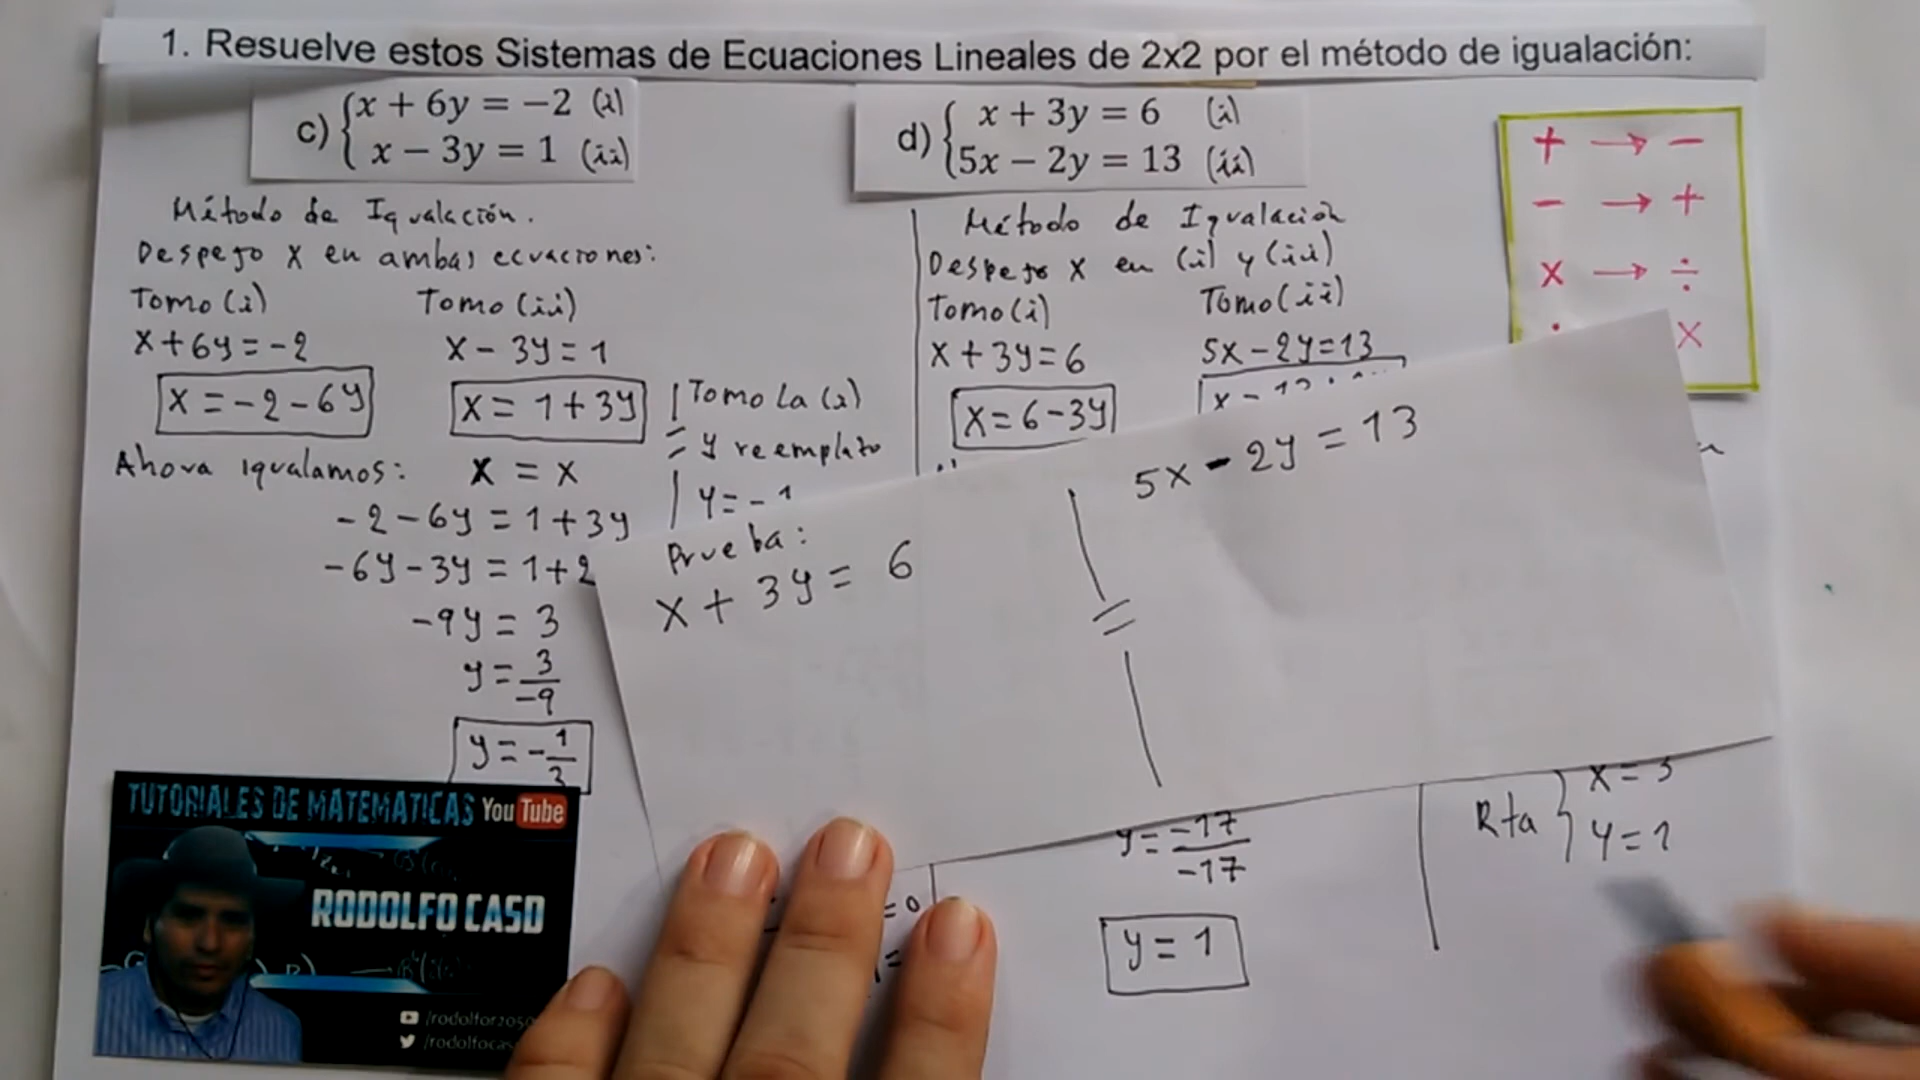 1. Resuelve estos Sistemas de Ecuaciones Lineales de 2x2 por el método de igualación:
c) { x + 6y = −2 (i)
x − 3y = 1 (ii)
Método de Igualación.
Despejo x en ambas ecuaciones:
Tomo (i)
x+6y=-2
x=-2-6y
Tomo (ii)
x-3y=1
x=1+3y
Ahora igualamos: x = x
-2-6y=1+3y
-6y-3y=1+2
-9y=3
y=3/-9
y=-1/3
Tomo la (i)
y reemplazo
y=-1
d) { x + 3y = 6 (i)
5x − 2y = 13 (ii)
Método de Igualación
Despejo x en (i) y (ii)
Tomo (i)
x+3y=6
x=6-3y
Tomo (ii)
5x-2y=13
+ → -
- → +
x → ÷
x
Prueba:
x+3y=6
5x-2y=13
y=-17/-17
y=1
Rta { x=3
y=1
TUTORIALES DE MATEMATICAS YouTube
RODOLFO CASO